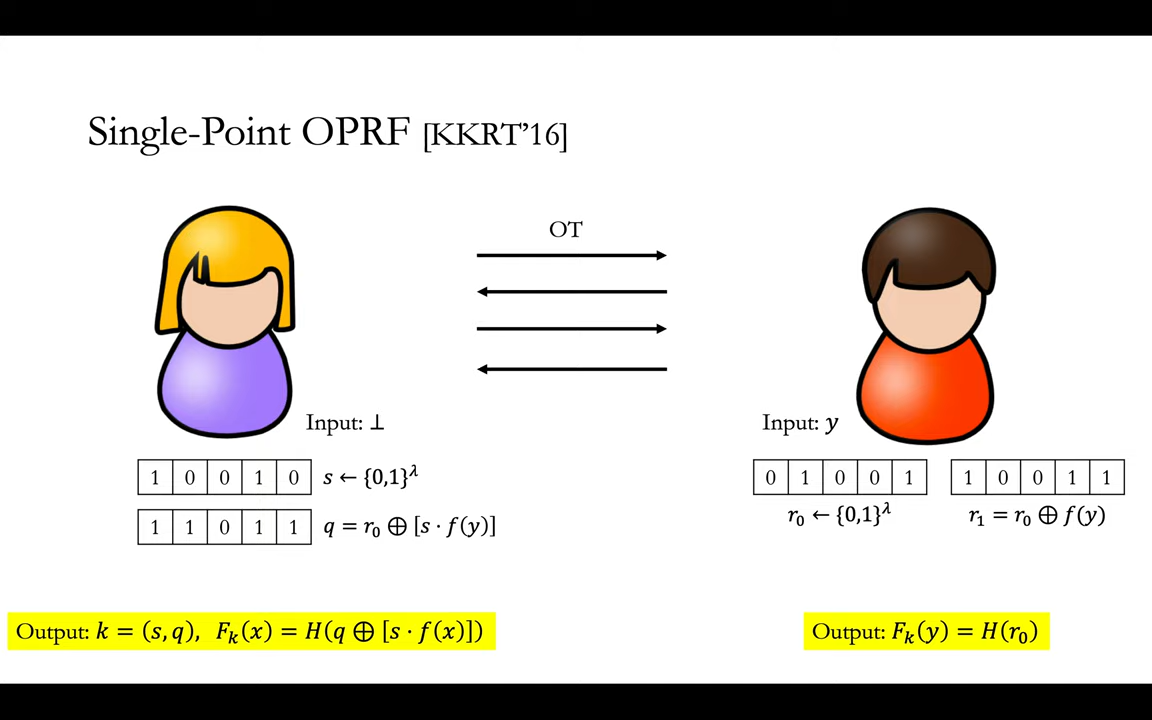 Single-Point OPRF [KKRT’16]
OT
Input: ⊥
Input: 𝑦
1 0 0 1 0 𝑠 ← {0,1}^λ
1 1 0 1 1 𝑞 = 𝑟₀ ⊕ [𝑠 · 𝑓(𝑦)]
0 1 0 0 1
𝑟₀ ← {0,1}^λ
1 0 0 1 1
𝑟₁ = 𝑟₀ ⊕ 𝑓(𝑦)
Output: 𝑘 = (𝑠, 𝑞), 𝐹ₖ(𝑥) = 𝐻(𝑞 ⊕ [𝑠 · 𝑓(𝑥)])
Output: 𝐹ₖ(𝑦) = 𝐻(𝑟₀)